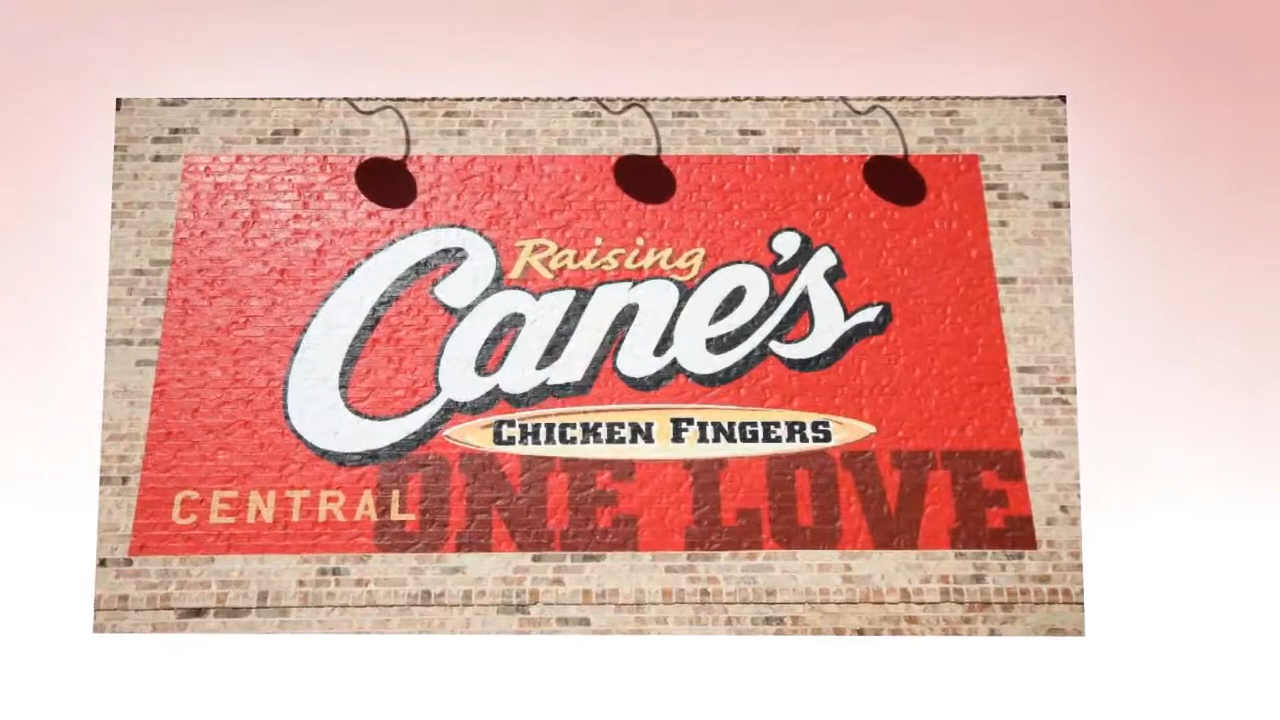 Raising
Cane's
CHICKEN FINGERS
ONE LOVE
CENTRAL